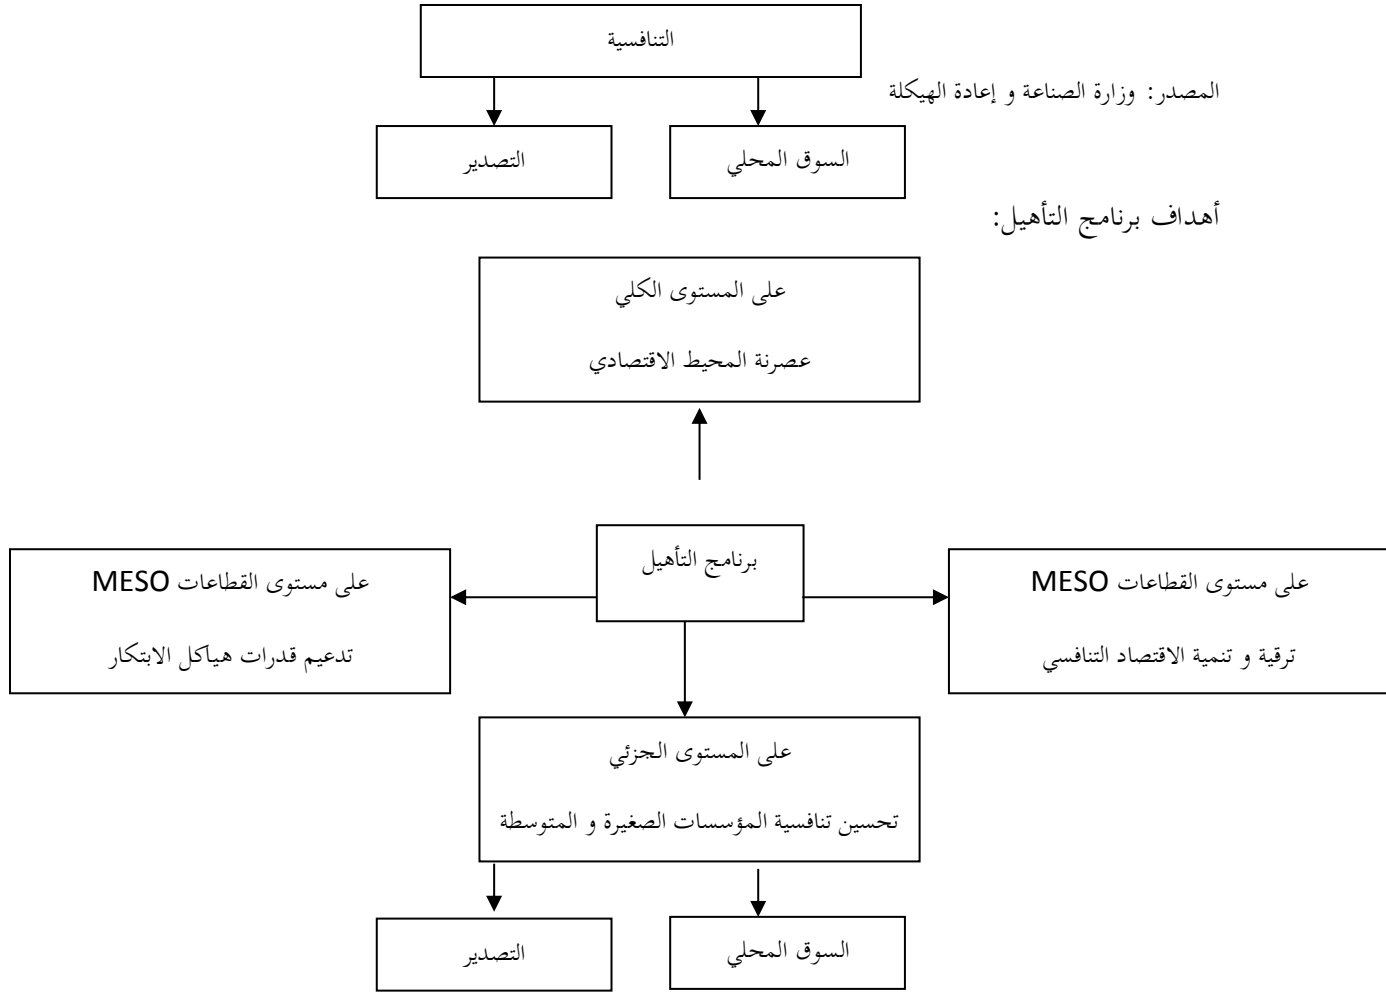 التنافسية
المصدر: وزارة الصناعة و إعادة الهيكلة
السوق المحلي
التصدير
أهداف برنامج التأهيل:
على المستوى الكلي
عصرنة المحيط الاقتصادي
برنامج التأهيل
على مستوى القطاعات MESO
ترقية و تنمية الاقتصاد التنافسي
على مستوى القطاعات MESO
تدعيم قدرات هياكل الابتكار
على المستوى الجزئي
تحسين تنافسية المؤسسات الصغيرة و المتوسطة
السوق المحلي
التصدير